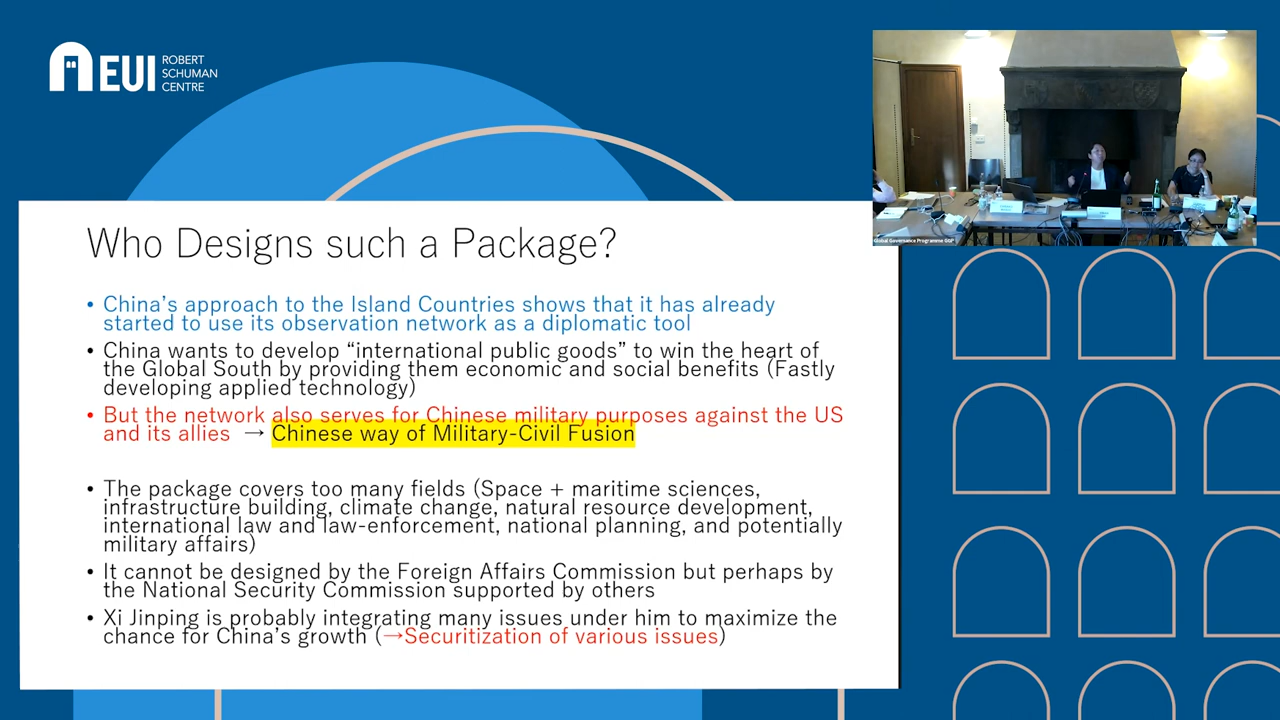 EUI
ROBERT
SCHUMAN
CENTRE
Who Designs such a Package?
• China's approach to the Island Countries shows that it has already
started to use its observation network as a diplomatic tool
• China wants to develop “international public goods” to win the heart of
the Global South by providing them economic and social benefits (Fastly
developing applied technology)
• But the network also serves for Chinese military purposes against the US
and its allies → Chinese way of Military-Civil Fusion
• The package covers too many fields (Space + maritime sciences,
infrastructure building, climate change, natural resource development,
international law and law-enforcement, national planning, and potentially
military affairs)
• It cannot be designed by the Foreign Affairs Commission but perhaps by
the National Security Commission supported by others
• Xi Jinping is probably integrating many issues under him to maximize the
chance for China's growth (→Securitization of various issues)
Global Governance Programme GGP